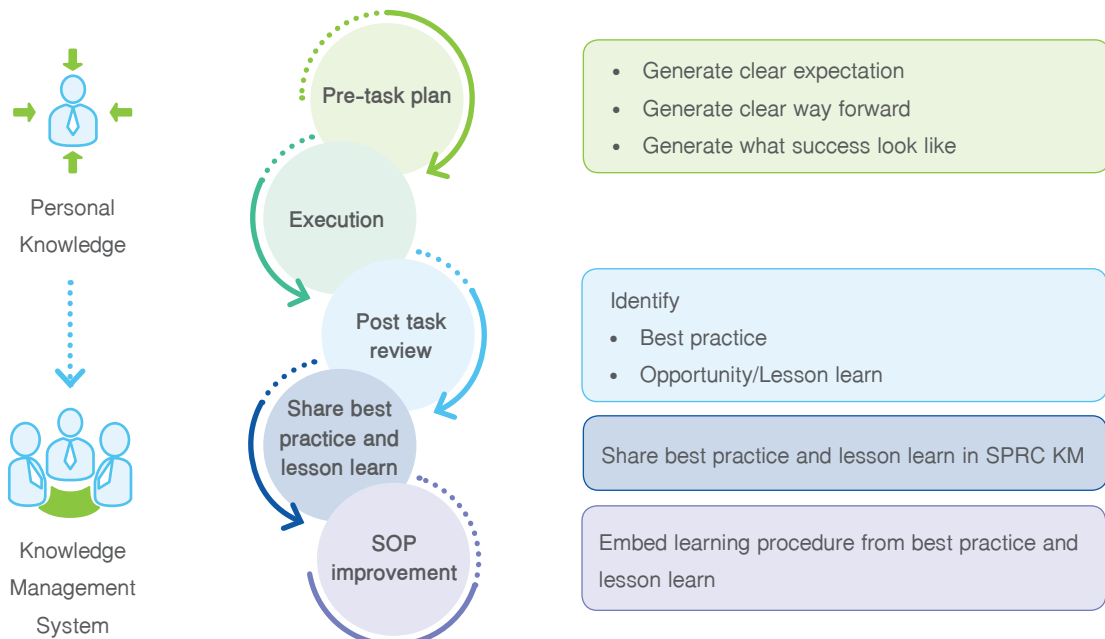 Personal
Knowledge
Knowledge
Management
System
Pre-task plan
Execution
Post task
review
Share best
practice and
lesson learn
SOP
improvement
• Generate clear expectation
• Generate clear way forward
• Generate what success look like
Identify
• Best practice
• Opportunity/Lesson learn
Share best practice and lesson learn in SPRC KM
Embed learning procedure from best practice and
lesson learn